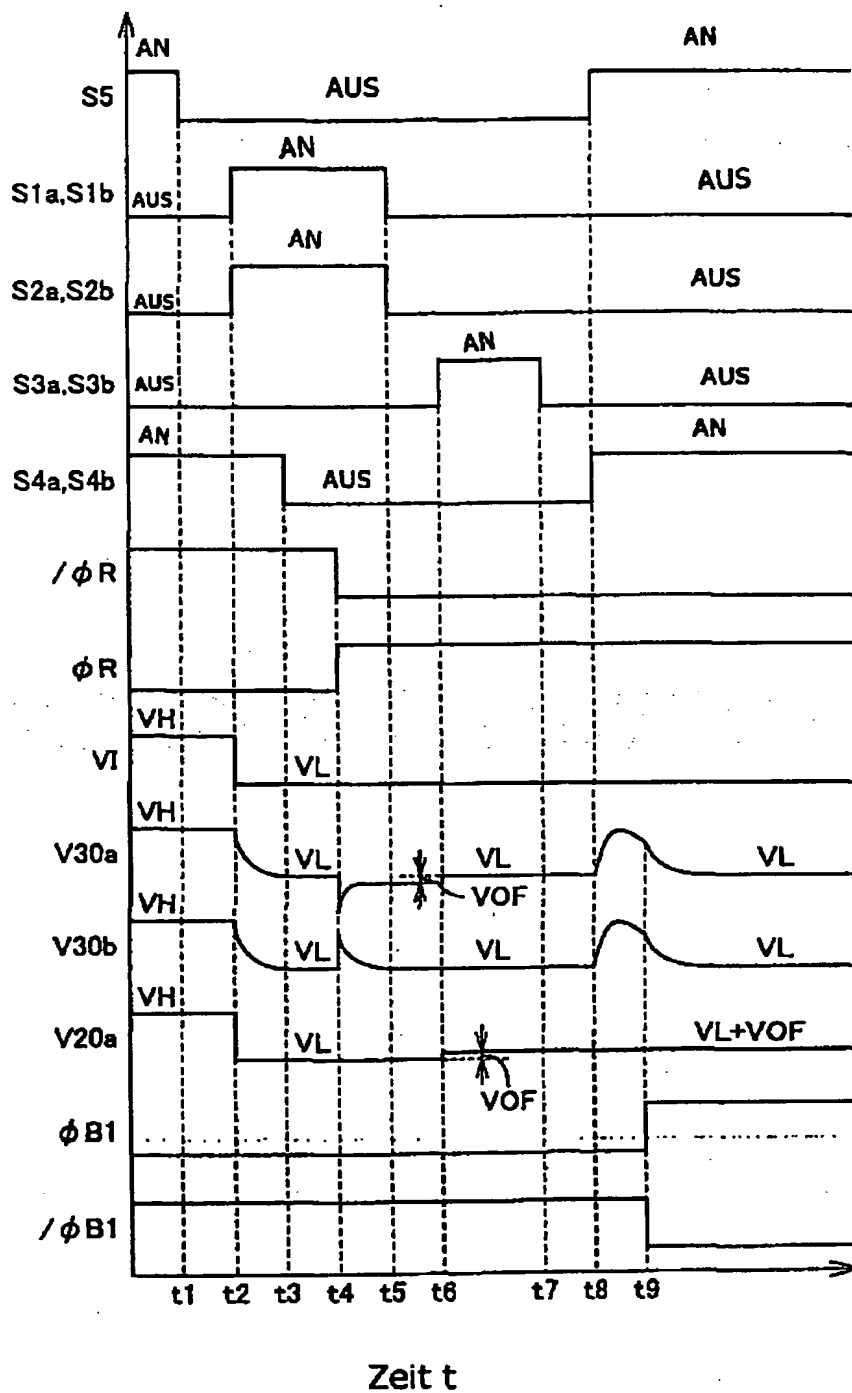 AN AN
S5 AUS
AN
S1a,S1b AUS AUS
AN
S2a,S2b AUS AUS
AN
S3a,S3b AUS AUS
AN AN
S4a,S4b AUS
/φR
φR
VH
VI VL
VH
V30a VL VL VL
VOF
VH
V30b VL VL VL
VH
V20a VL VL+VOF
VOF
φB1
/φB1
t1 t2 t3 t4 t5 t6 t7 t8 t9
Zeit t